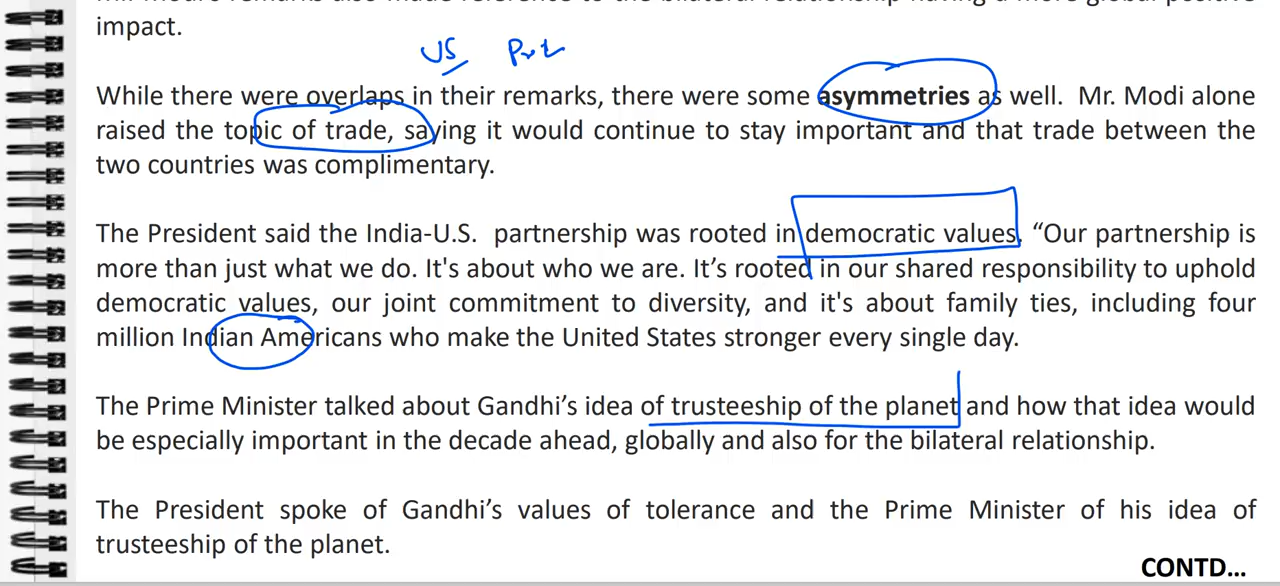 impact.
US
While there were overlaps in their remarks, there were some asymmetries as well. Mr. Modi alone
raised the topic of trade, saying it would continue to stay important and that trade between the
two countries was complimentary.
The President said the India-U.S. partnership was rooted in democratic values. “Our partnership is
more than just what we do. It's about who we are. It’s rooted in our shared responsibility to uphold
democratic values, our joint commitment to diversity, and it's about family ties, including four
million Indian Americans who make the United States stronger every single day.
The Prime Minister talked about Gandhi’s idea of trusteeship of the planet and how that idea would
be especially important in the decade ahead, globally and also for the bilateral relationship.
The President spoke of Gandhi’s values of tolerance and the Prime Minister of his idea of
trusteeship of the planet.
CONTD...